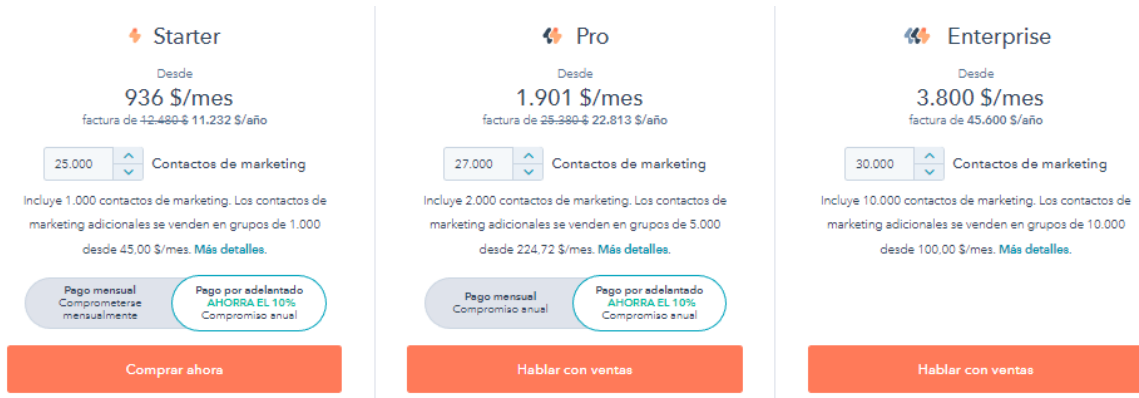 Starter
Desde
936 $/mes
factura de 12.480 $ 11.232 $/año
25.000 Contactos de marketing
Incluye 1.000 contactos de marketing. Los contactos de
marketing adicionales se venden en grupos de 1.000
desde 45,00 $/mes. Más detalles.
Pago mensual
Comprometerse
mensualmente
Pago por adelantado
AHORRA EL 10%
Compromiso anual
Comprar ahora
Pro
Desde
1.901 $/mes
factura de 25.380 $ 22.813 $/año
27.000 Contactos de marketing
Incluye 2.000 contactos de marketing. Los contactos de
marketing adicionales se venden en grupos de 5.000
desde 224,72 $/mes. Más detalles.
Pago mensual
Compromiso anual
Pago por adelantado
AHORRA EL 10%
Compromiso anual
Hablar con ventas
Enterprise
Desde
3.800 $/mes
factura de 45.600 $/año
30.000 Contactos de marketing
Incluye 10.000 contactos de marketing. Los contactos de
marketing adicionales se venden en grupos de 10.000
desde 100,00 $/mes. Más detalles.
Hablar con ventas